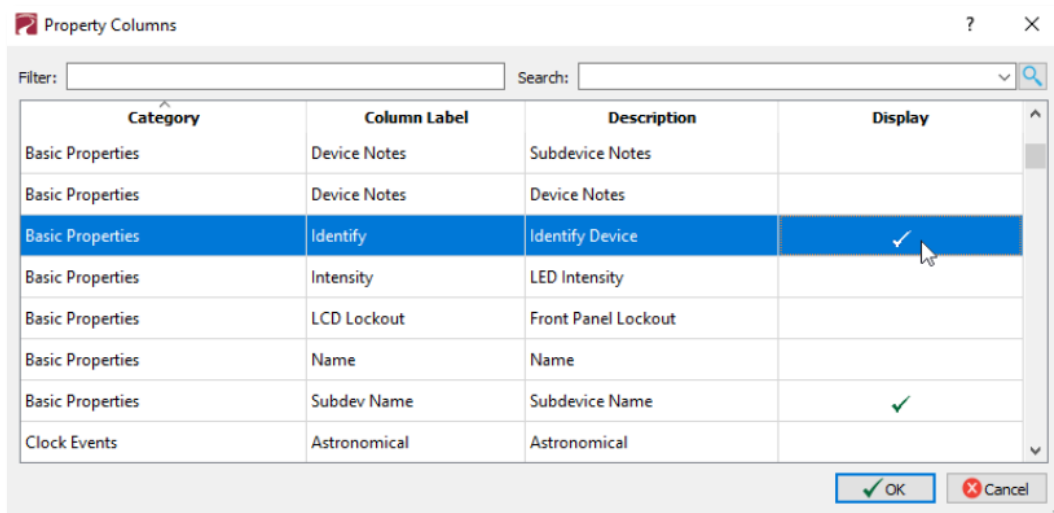 Property Columns ? ×
Filter: Search:
Category Column Label Description Display
Basic Properties Device Notes Subdevice Notes
Basic Properties Device Notes Device Notes
Basic Properties Identify Identify Device
Basic Properties Intensity LED Intensity
Basic Properties LCD Lockout Front Panel Lockout
Basic Properties Name Name
Basic Properties Subdev Name Subdevice Name
Clock Events Astronomical Astronomical
OK Cancel